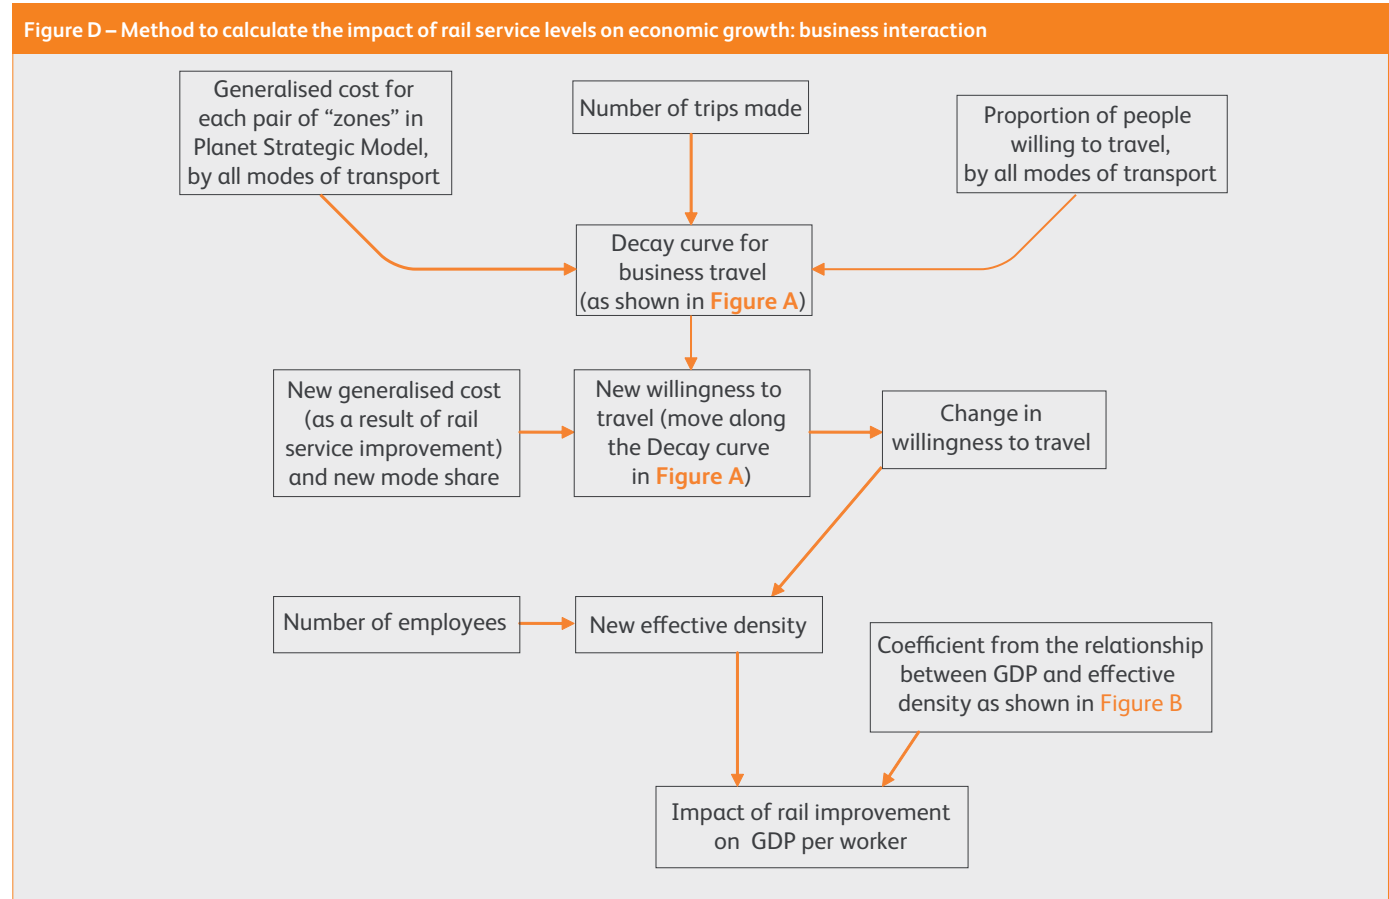 Figure D – Method to calculate the impact of rail service levels on economic growth: business interaction
Generalised cost for
each pair of “zones” in
Planet Strategic Model,
by all modes of transport
Number of trips made
Proportion of people
willing to travel,
by all modes of transport
Decay curve for
business travel
(as shown in Figure A)
New generalised cost
(as a result of rail
service improvement)
and new mode share
New willingness to
travel (move along
the Decay curve
in Figure A)
Change in
willingness to travel
Number of employees
New effective density
Coefficient from the relationship
between GDP and effective
density as shown in Figure B
Impact of rail improvement
on GDP per worker